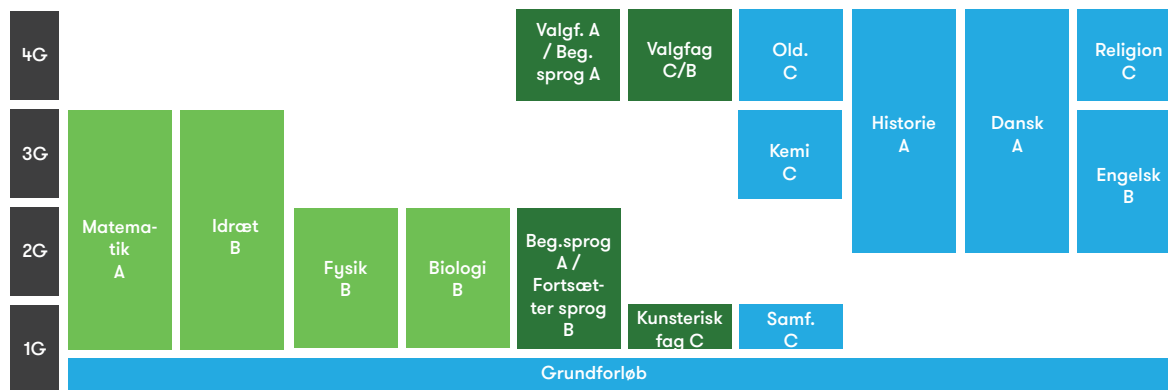 4G
Valgf. A
/ Beg.
sprog A
Valgfag
C/B
Old.
C
Historie
A
Dansk
A
Religion
C
3G
Kemi
C
Engelsk
B
2G
Matema-
tik
A
Idræt
B
Fysik
B
Biologi
B
Beg.sprog
A /
Fortsæt-
ter sprog
B
1G
Kunsterisk
fag C
Samf.
C
Grundforløb